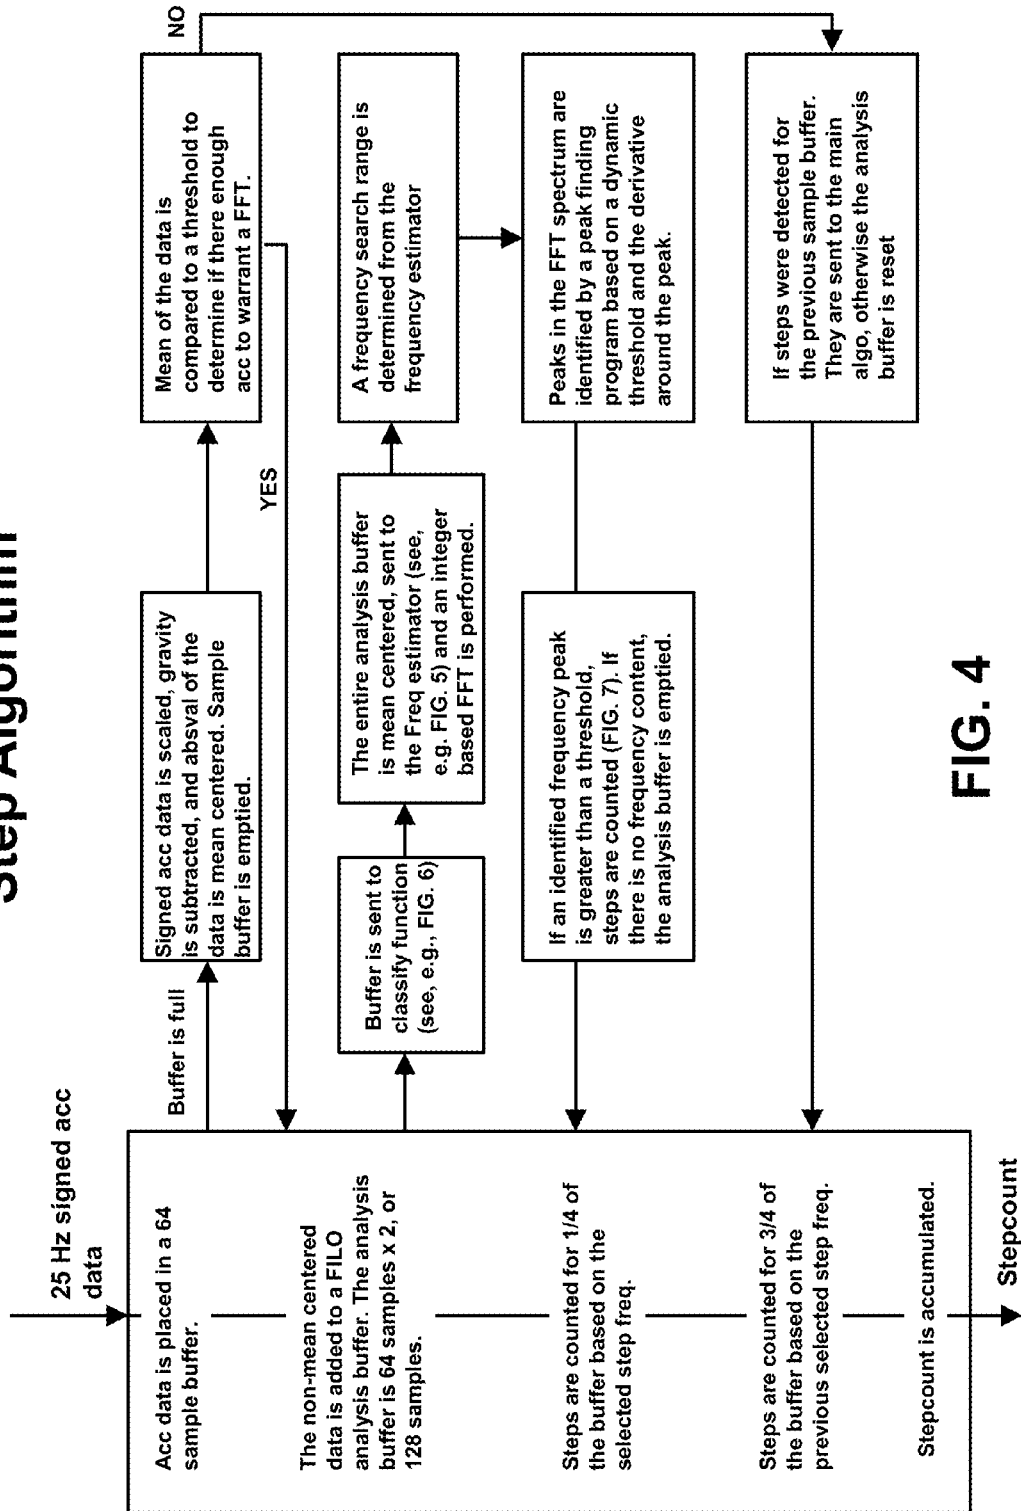 Step Algorithm
25 Hz signed acc
data
Acc data is placed in a 64
sample buffer.
The non-mean centered
data is added to a FILO
analysis buffer. The analysis
buffer is 64 samples x 2, or
128 samples.
Steps are counted for 1/4 of
the buffer based on the
selected step freq.
Steps are counted for 3/4 of
the buffer based on the
previous selected step freq.
Stepcount is accumulated.
Stepcount
Buffer is full
Signed acc data is scaled, gravity
is subtracted, and absval of the
data is mean centered. Sample
buffer is emptied.
Mean of the data is
compared to a threshold to
determine if there enough
acc to warrant a FFT.
YES
NO
Buffer is sent to
classify function
(see, e.g., FIG. 6)
The entire analysis buffer
is mean centered, sent to
the Freq estimator (see,
e.g. FIG. 5) and an integer
based FFT is performed.
A frequency search range is
determined from the
frequency estimator
Peaks in the FFT spectrum are
identified by a peak finding
program based on a dynamic
threshold and the derivative
around the peak.
If an identified frequency peak
is greater than a threshold,
steps are counted (FIG. 7). If
there is no frequency content,
the analysis buffer is emptied.
If steps were detected for
the previous sample buffer.
They are sent to the main
algo, otherwise the analysis
buffer is reset
FIG. 4